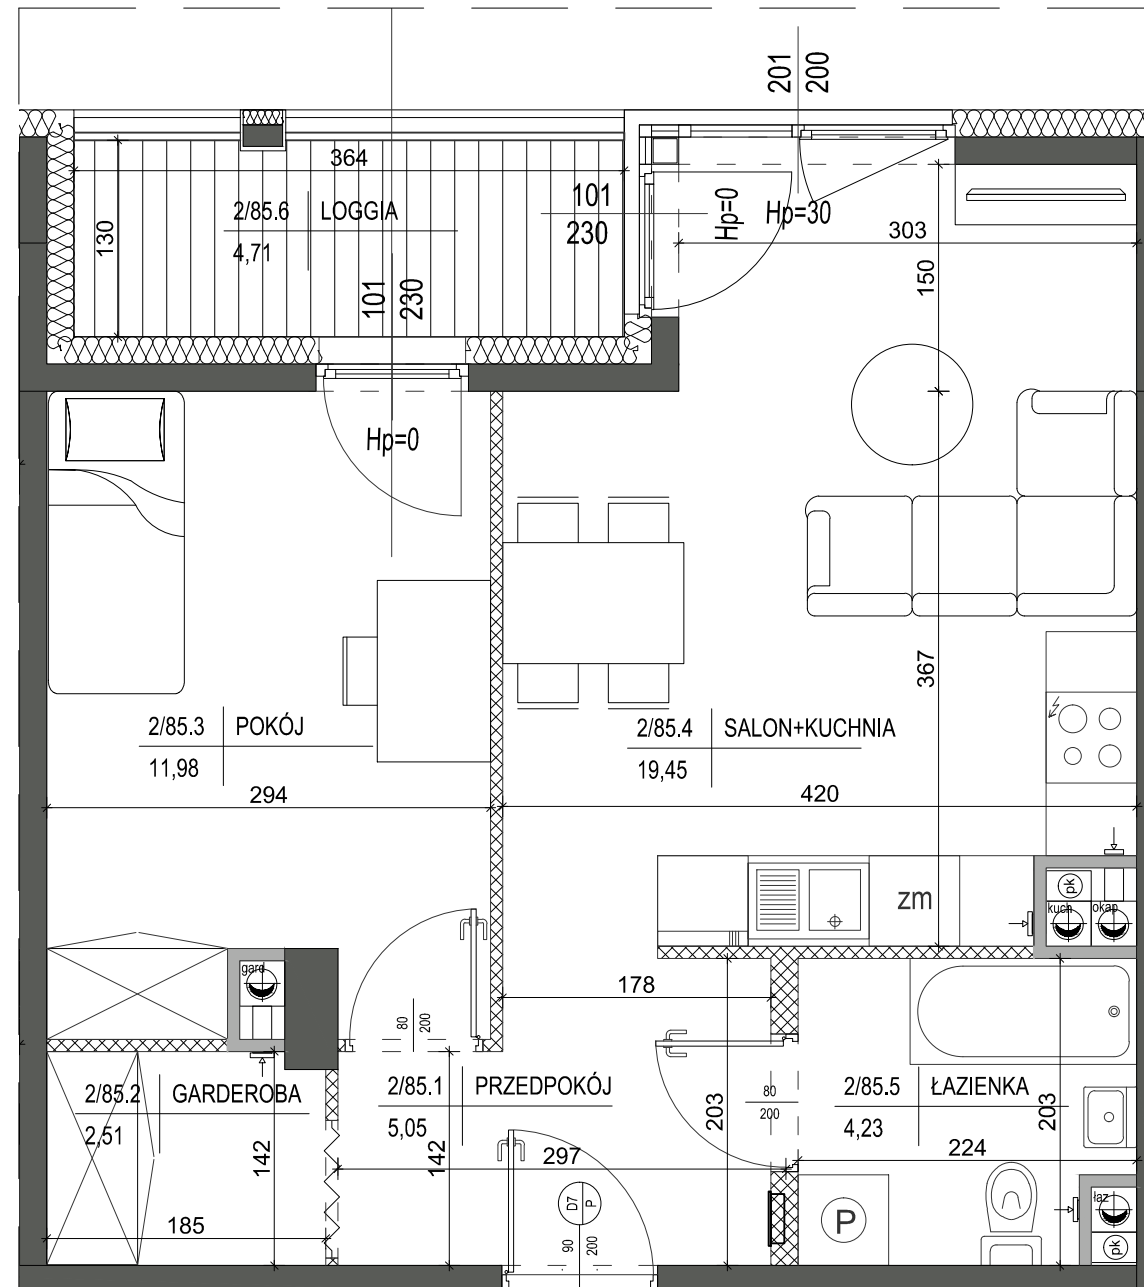 201
200
364
2/85.6 LOGGIA
4,71
130
101
230
101
230
Hp=0
Hp=30
303
150
Hp=0
367
2/85.3 POKÓJ
11,98
2/85.4 SALON+KUCHNIA
19,45
294
420
zm
pk
kuch
okap
gard
178
80
200
2/85.2 GARDEROBA
2,51
2/85.1 PRZEDPOKÓJ
5,05
80
200
2/85.5 ŁAZIENKA
4,23
142
142
203
203
297
224
185
D7
P
90
200
P
łaz
pk